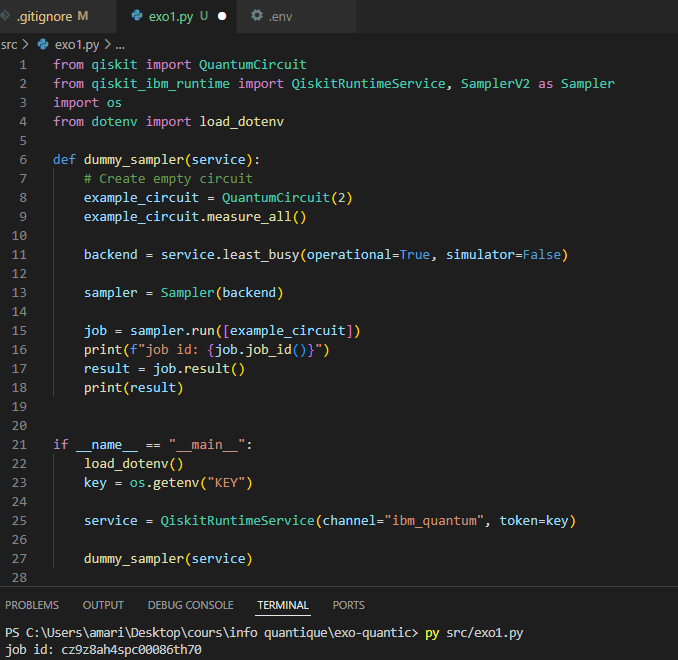 .gitignore M
exo1.py U
.env
src > exo1.py > ...
1 from qiskit import QuantumCircuit
2 from qiskit_ibm_runtime import QiskitRuntimeService, SamplerV2 as Sampler
3 import os
4 from dotenv import load_dotenv
5
6 def dummy_sampler(service):
7     # Create empty circuit
8     example_circuit = QuantumCircuit(2)
9     example_circuit.measure_all()
10
11     backend = service.least_busy(operational=True, simulator=False)
12
13     sampler = Sampler(backend)
14
15     job = sampler.run([example_circuit])
16     print(f"job id: {job.job_id()}")
17     result = job.result()
18     print(result)
19
20
21 if __name__ == "__main__":
22     load_dotenv()
23     key = os.getenv("KEY")
24
25     service = QiskitRuntimeService(channel="ibm_quantum", token=key)
26
27     dummy_sampler(service)
28
PROBLEMS OUTPUT DEBUG CONSOLE TERMINAL PORTS
PS C:\Users\amari\Desktop\cours\info quantique\exo-quantic> py src/exo1.py
job id: cz9z8ah4spc00086th70